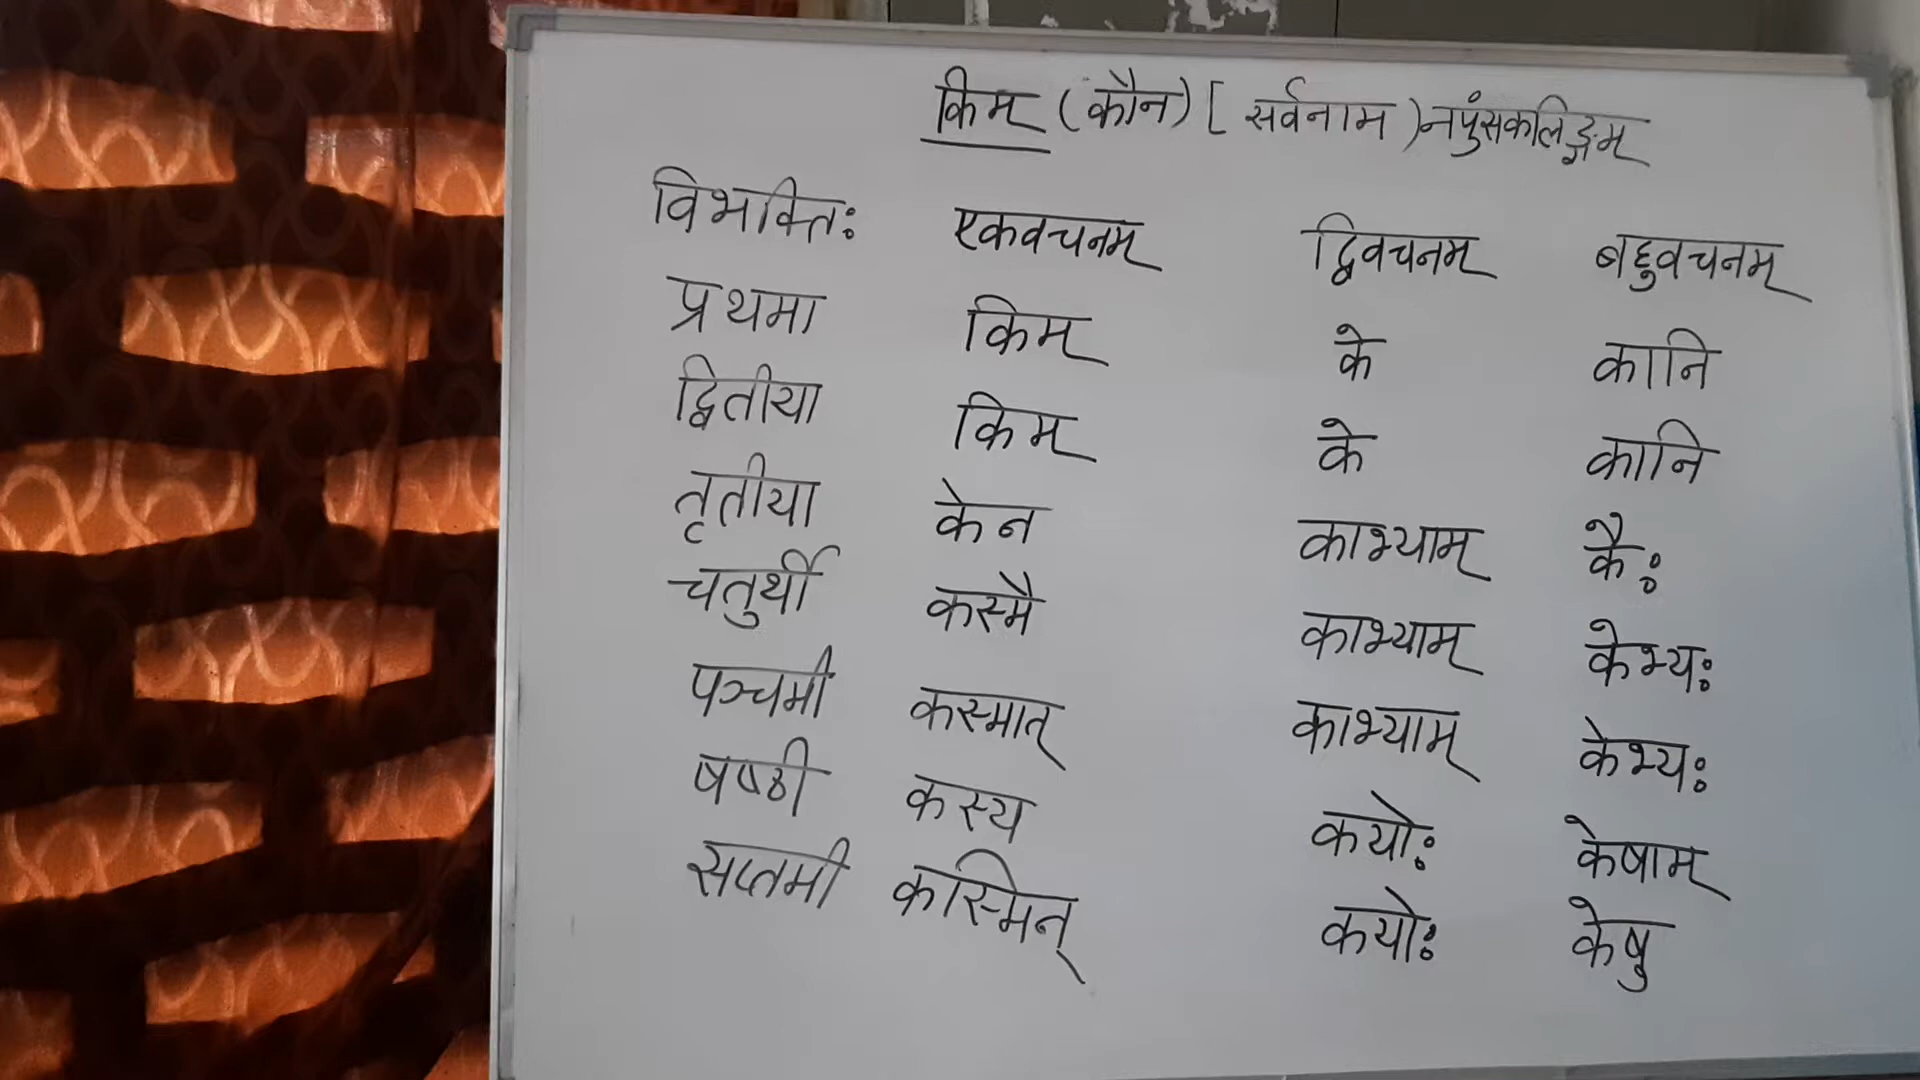 किम् (कौन) [ सर्वनाम ) नपुंसकलिङ्गम्
विभक्तिः एकवचनम् द्विवचनम् बहुवचनम्
प्रथमा किम् के कानि
द्वितीया किम् के कानि
तृतीया केन काभ्याम् कैः
चतुर्थी कस्मै काभ्याम् केभ्यः
पञ्चमी कस्मात् काभ्याम् केभ्यः
षष्ठी कस्य कयोः केषाम्
सप्तमी कस्मिन् कयोः केषु